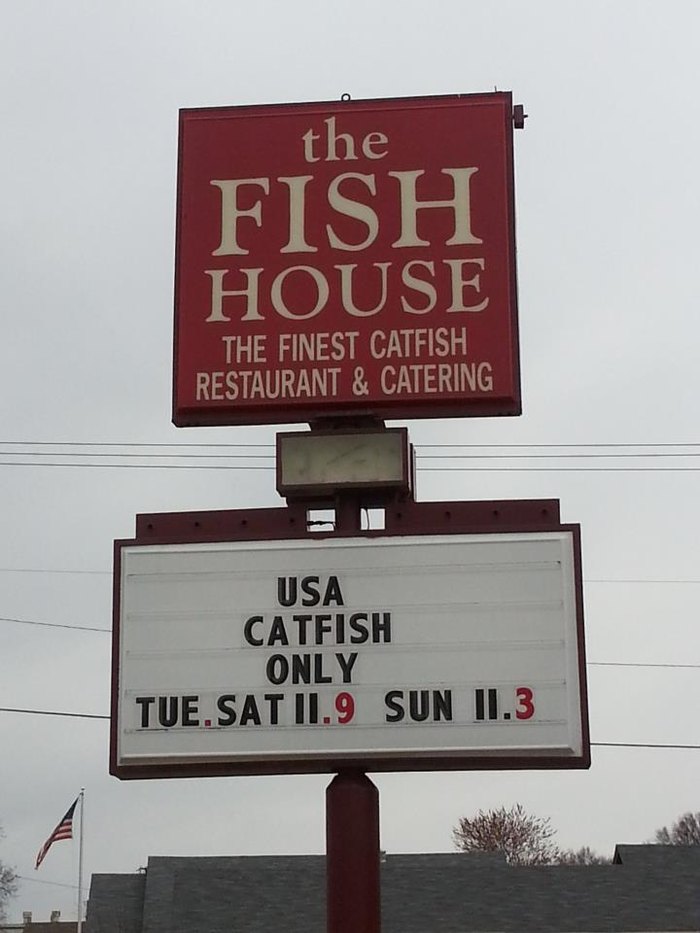 the
FISH
HOUSE
THE FINEST CATFISH
RESTAURANT & CATERING
USA
CATFISH
ONLY
TUE.SAT 11.9 SUN 11.3